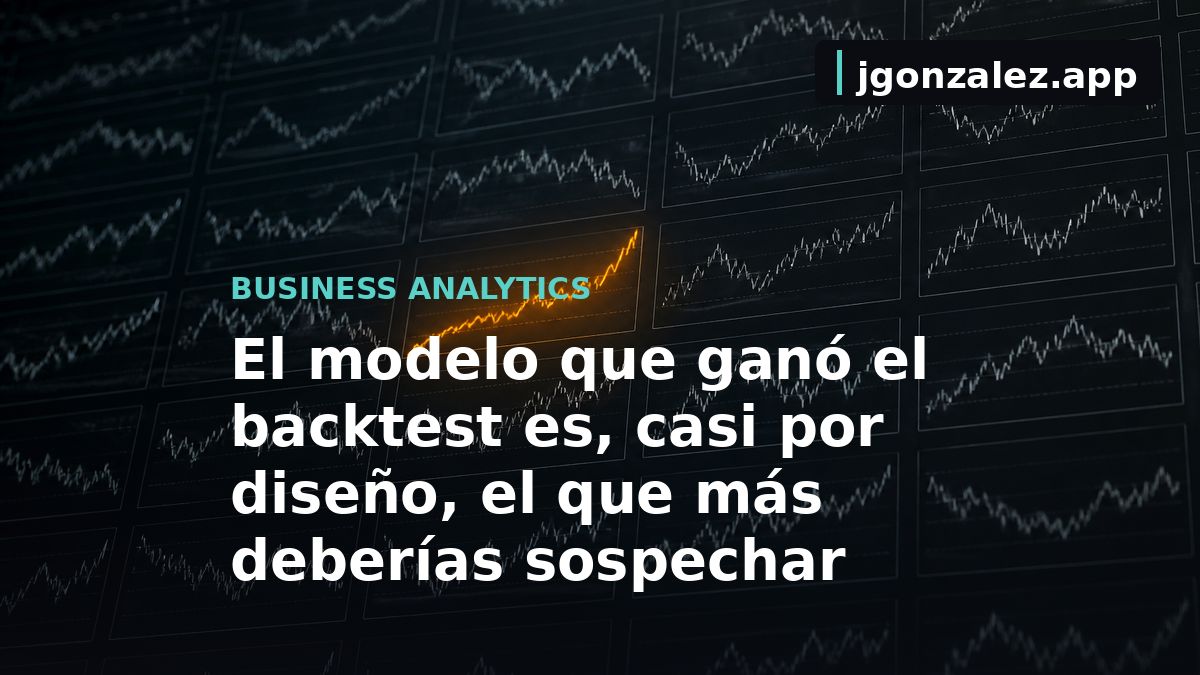 jgonzalez.app
BUSINESS ANALYTICS
El modelo que ganó el
backtest es, casi por
diseño, el que más
deberías sospechar